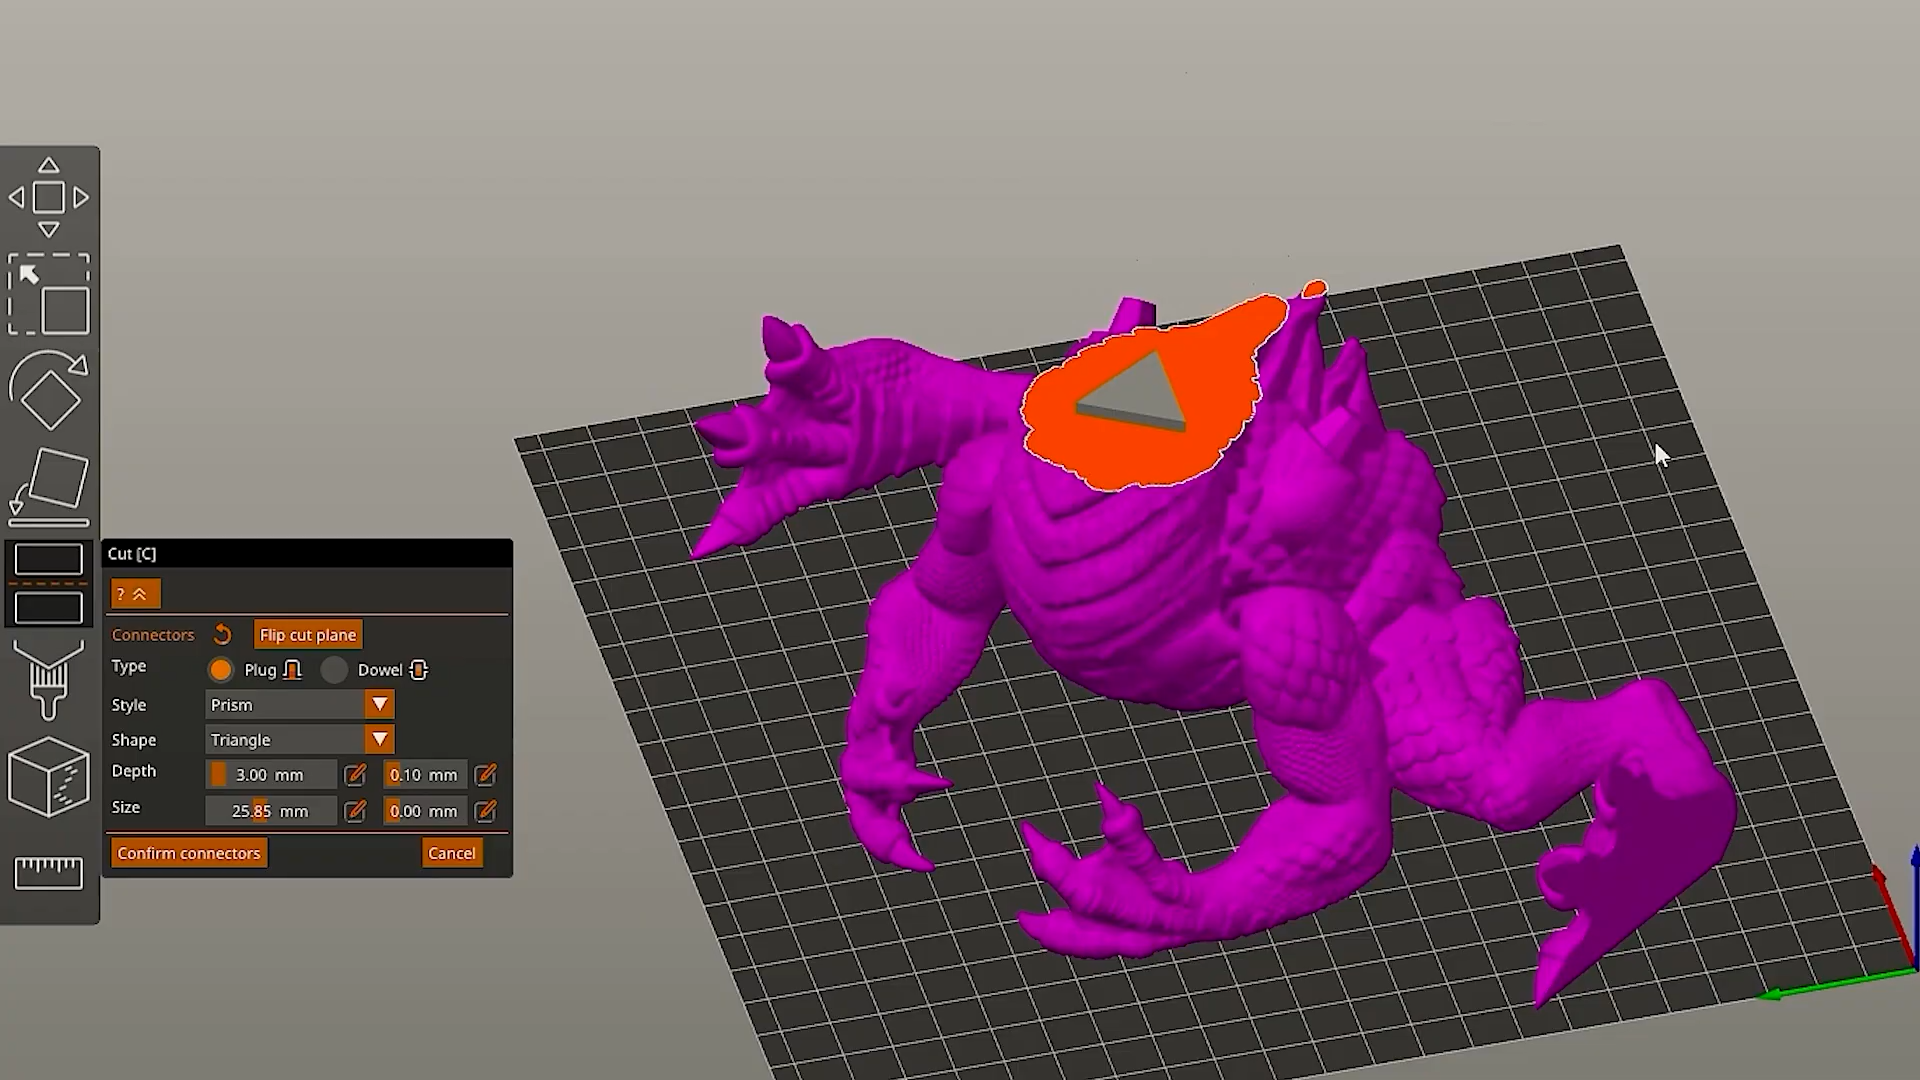 Cut [C]
?
Connectors Flip cut plane
Type Plug Dowel
Style Prism
Shape Triangle
Depth 3.00 mm 0.10 mm
Size 25.85 mm 0.00 mm
Confirm connectors Cancel